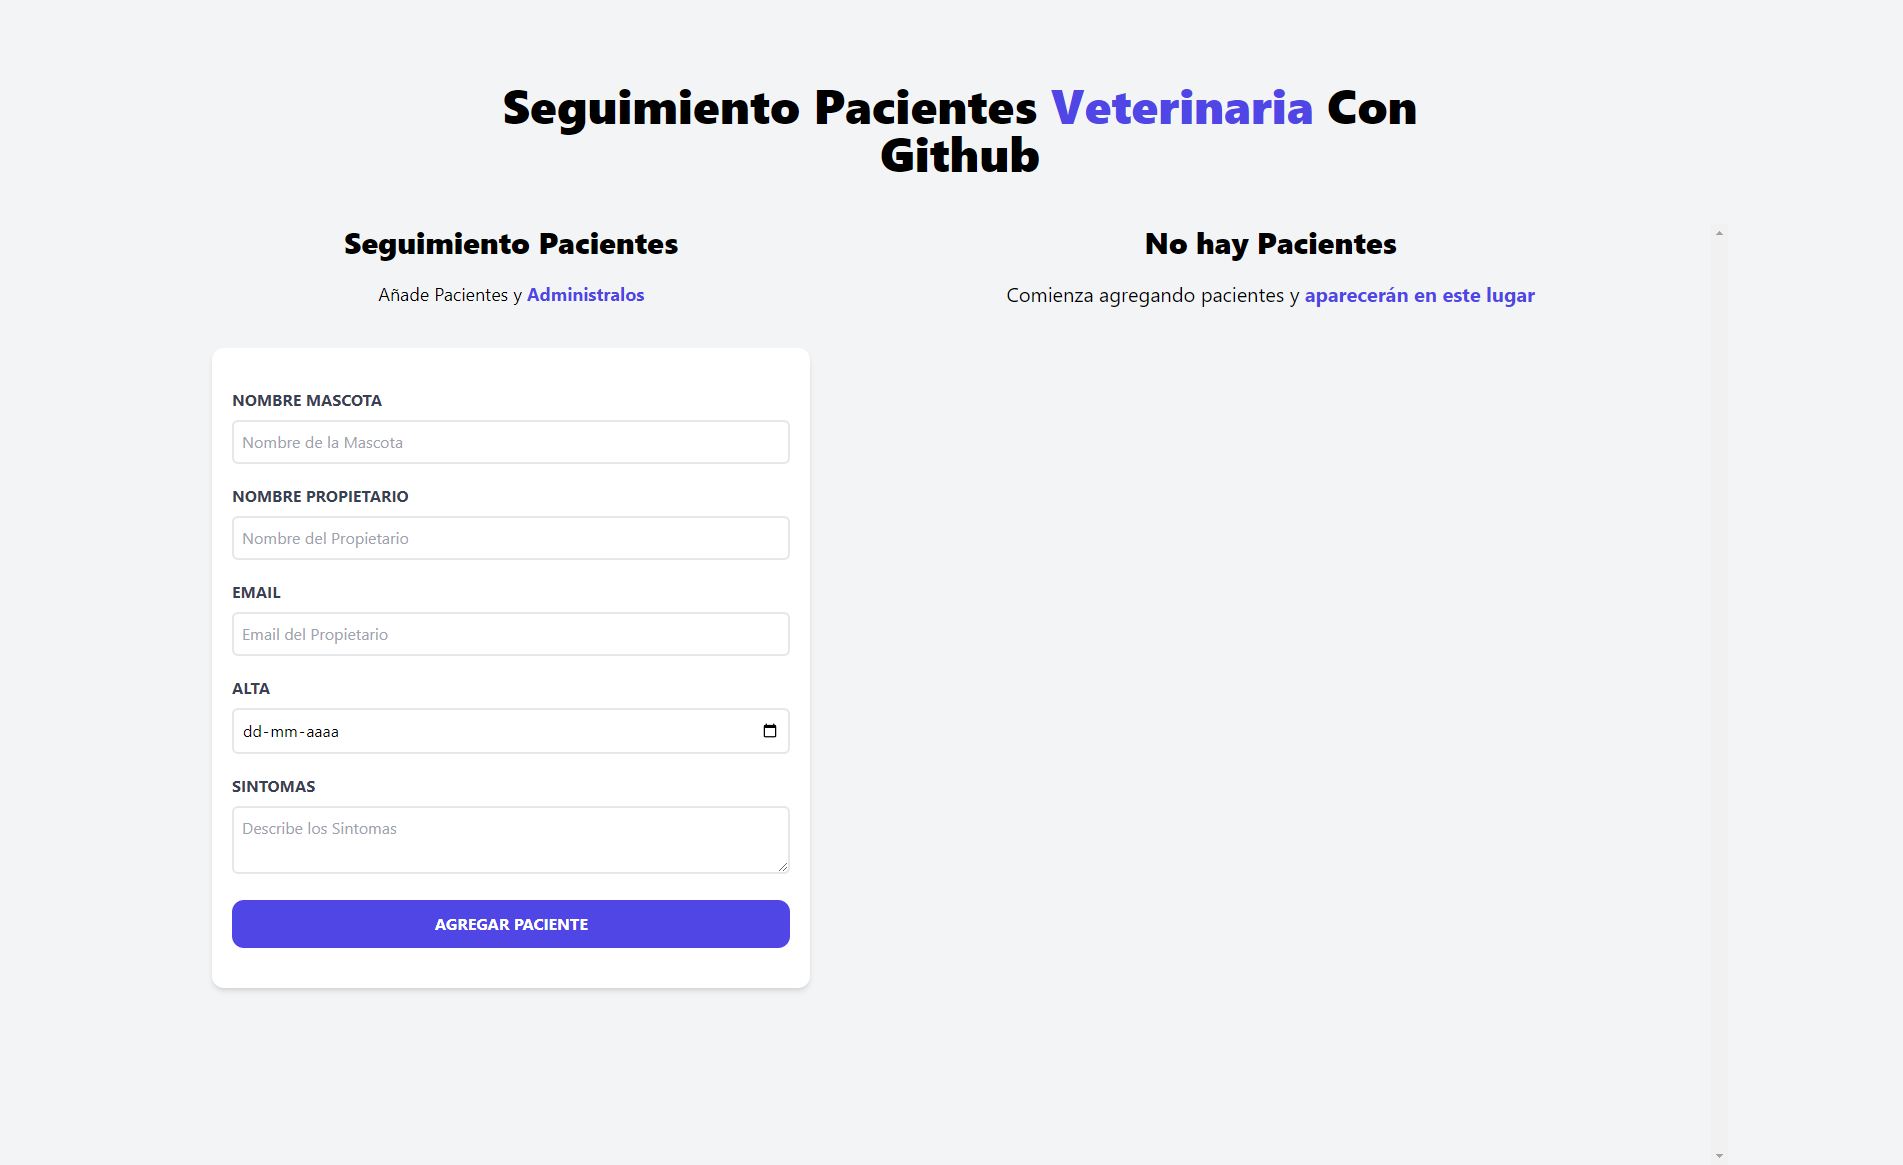 Seguimiento Pacientes Veterinaria Con
Github
Seguimiento Pacientes
Añade Pacientes y Administralos
NOMBRE MASCOTA
Nombre de la Mascota
NOMBRE PROPIETARIO
Nombre del Propietario
EMAIL
Email del Propietario
ALTA
dd-mm-aaaa
SINTOMAS
Describe los Sintomas
AGREGAR PACIENTE
No hay Pacientes
Comienza agregando pacientes y aparecerán en este lugar